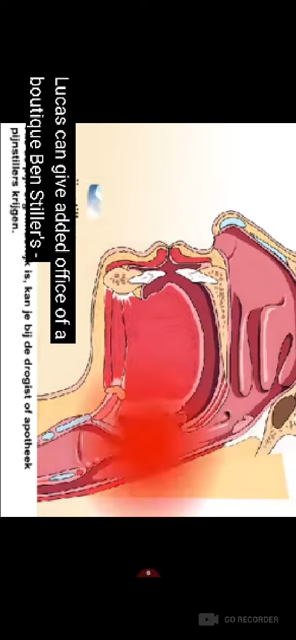 Lucas can give added office of a
boutique Ben Stiller's -
k is, kan je bij de drogist of apotheek
pijnstillers krijgen.
GO RECORDER